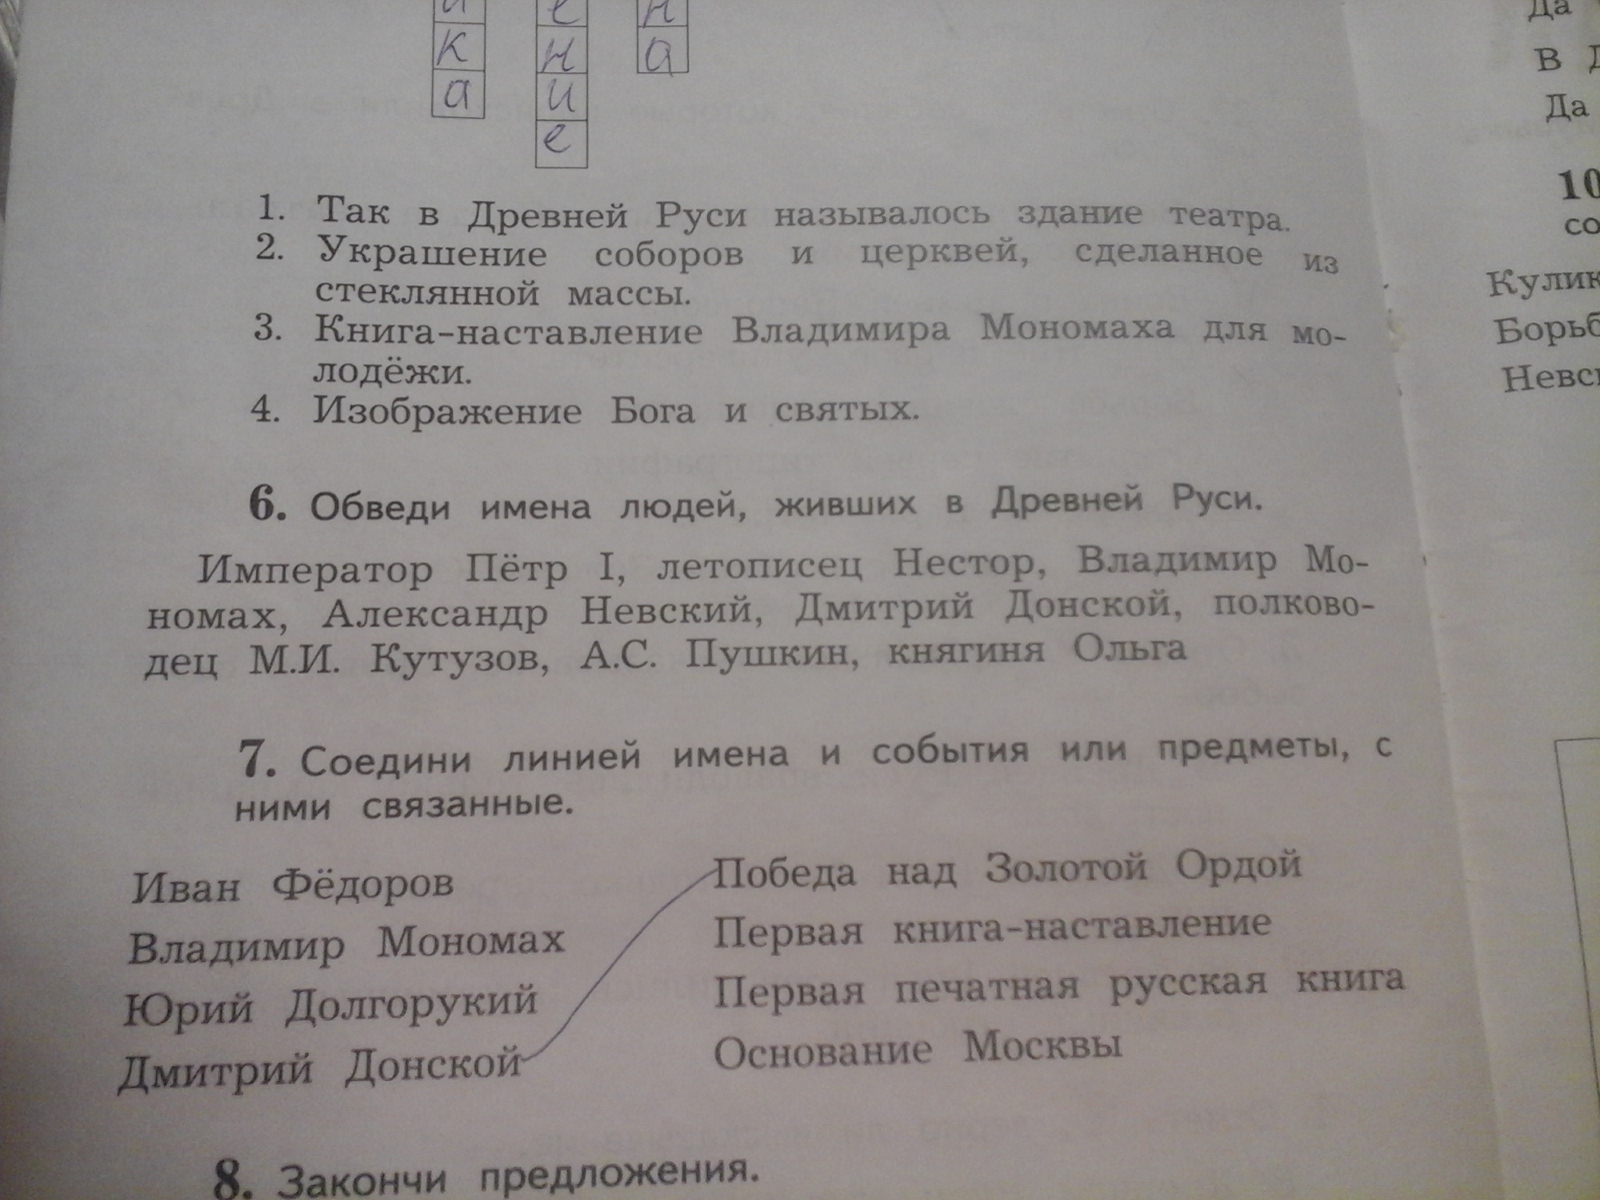 к
а
е
н
и
е
н
а
1. Так в Древней Руси называлось здание театра.
2. Украшение соборов и церквей, сделанное из
стеклянной массы.
3. Книга-наставление Владимира Мономаха для мо-
лодёжи.
4. Изображение Бога и святых.
6. Обведи имена людей, живших в Древней Руси.
Император Пётр I, летописец Нестор, Владимир Мо-
номах, Александр Невский, Дмитрий Донской, полково-
дец М.И. Кутузов, А.С. Пушкин, княгиня Ольга
7. Соедини линией имена и события или предметы, с
ними связанные.
Иван Фёдоров
Владимир Мономах
Юрий Долгорукий
Дмитрий Донской
Победа над Золотой Ордой
Первая книга-наставление
Первая печатная русская книга
Основание Москвы
8. Закончи предложения.
Да
В
Да
10
со
Кулик
Борьб
Невс